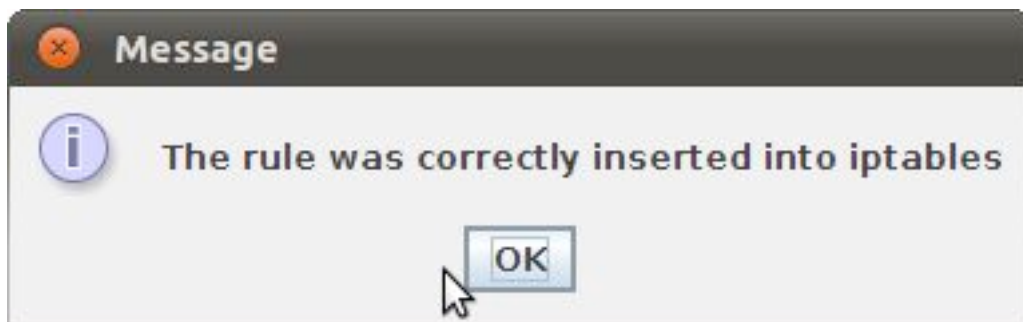 Message
The rule was correctly inserted into iptables
OK